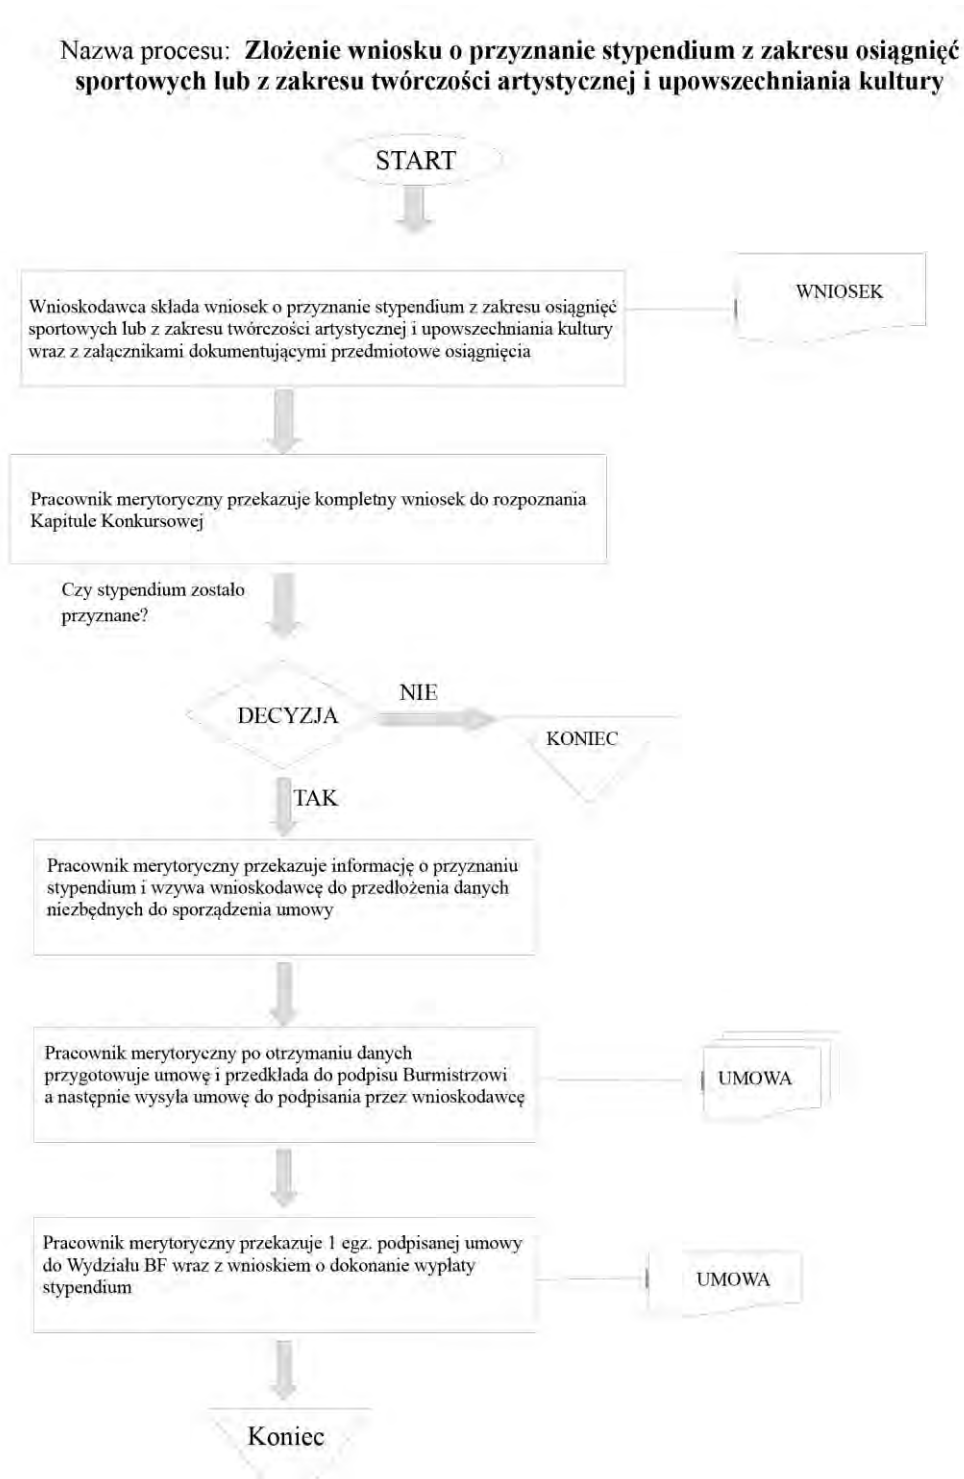 Nazwa procesu: Złożenie wniosku o przyznanie stypendium z zakresu osiągnięć
sportowych lub z zakresu twórczości artystycznej i upowszechniania kultury
START
Wnioskodawca składa wniosek o przyznanie stypendium z zakresu osiągnięć
sportowych lub z zakresu twórczości artystycznej i upowszechniania kultury
wraz z załącznikami dokumentującymi przedmiotowe osiągnięcia
WNIOSEK
Pracownik merytoryczny przekazuje kompletny wniosek do rozpoznania
Kapitule Konkursowej
Czy stypendium zostało
przyznane?
DECYZJA
NIE
KONIEC
TAK
Pracownik merytoryczny przekazuje informację o przyznaniu
stypendium i wzywa wnioskodawcę do przedłożenia danych
niezbędnych do sporządzenia umowy
Pracownik merytoryczny po otrzymaniu danych
przygotowuje umowę i przedkłada do podpisu Burmistrzowi
a następnie wysyła umowę do podpisania przez wnioskodawcę
UMOWA
Pracownik merytoryczny przekazuje 1 egz. podpisanej umowy
do Wydziału BF wraz z wnioskiem o dokonanie wypłaty
stypendium
UMOWA
Koniec